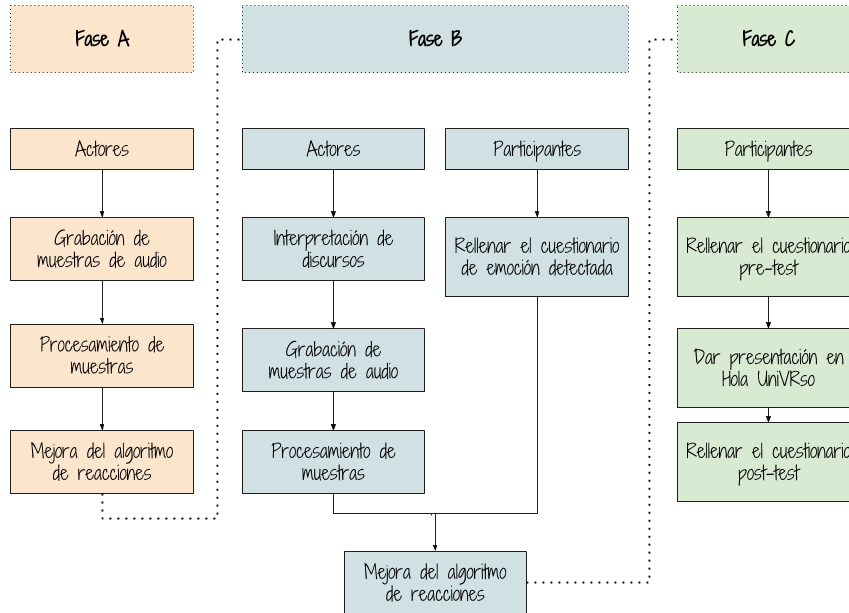 Fase A
Fase B
Fase C
Actores
Grabación de
muestras de audio
Procesamiento de
muestras
Mejora del algoritmo
de reacciones
Actores
Interpretación de
discursos
Grabación de
muestras de audio
Procesamiento de
muestras
Participantes
Rellenar el cuestionario
de emoción detectada
Mejora del algoritmo
de reacciones
Participantes
Rellenar el cuestionario
pre-test
Dar presentación en
Hola UniVRso
Rellenar el cuestionario
post-test